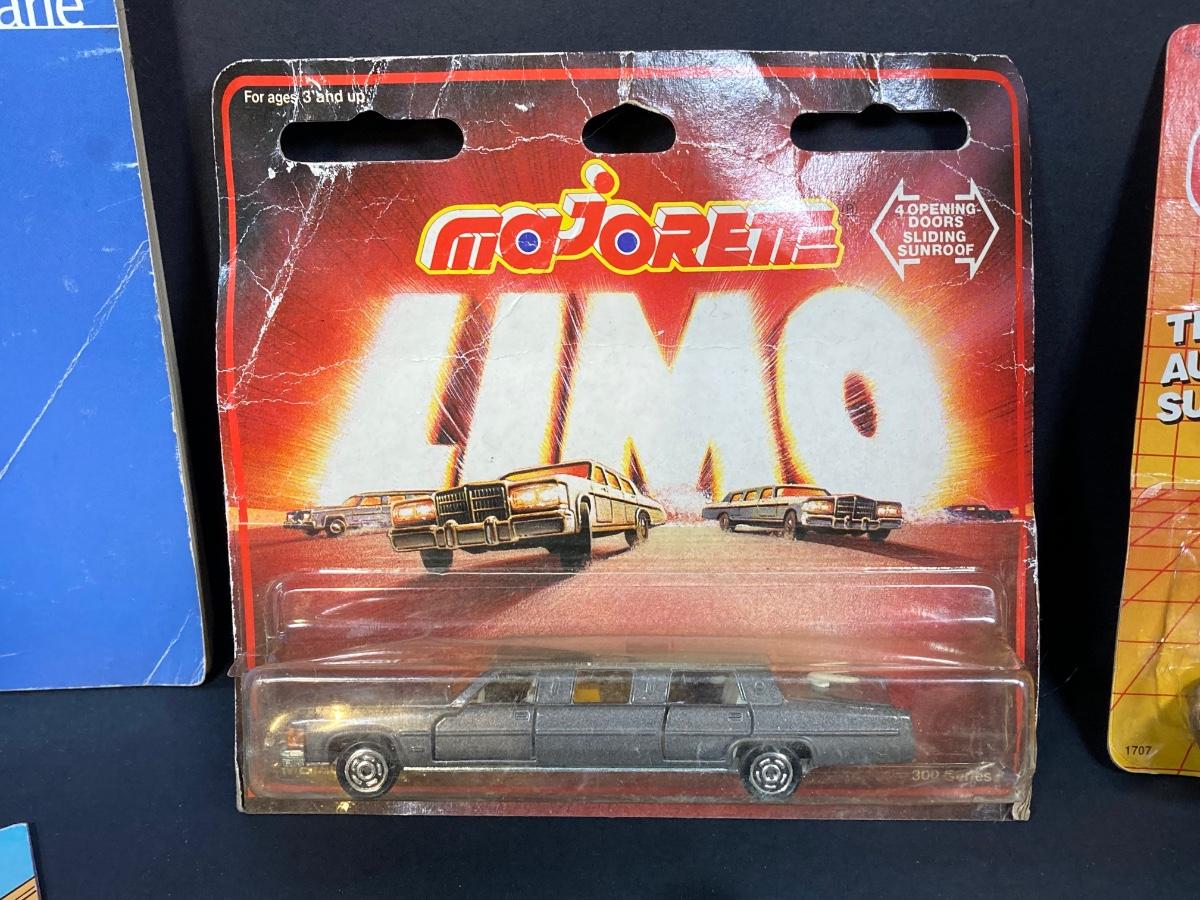 For ages 3 and up
MAJORETTE
4 OPENING
DOORS
SLIDING
SUNROOF
LIMO
300 Series
1707